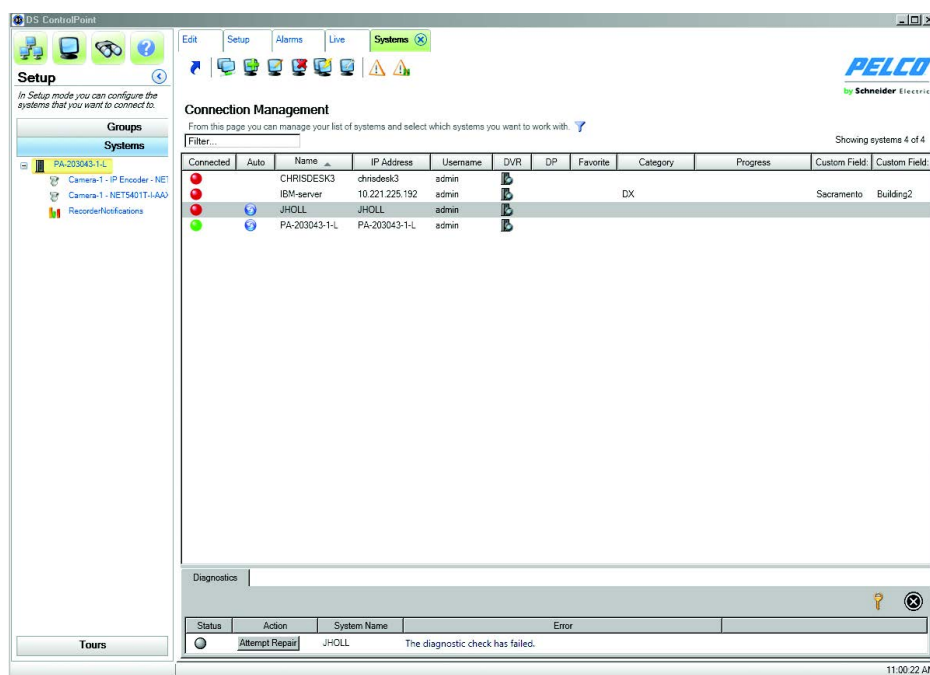 DS ControlPoint
Edit Setup Alarms Live Systems
Setup
In Setup mode you can configure the
systems that you want to connect to.
Groups
Systems
PA-203043-1-L
Camera-1 - IP Encoder - NET
Camera-1 - NET5401T-I-AA
RecorderNotifications
Tours
PELCO
by Schneider Electric
Connection Management
From this page you can manage your list of systems and select which systems you want to work with.
Filter...
Showing systems 4 of 4
Connected Auto Name IP Address Username DVR DP Favorite Category Progress Custom Field: Custom Field:
CHRISDESK3 chrisdesk3 admin
IBM-server 10.221.225.192 admin DX Sacramento Building2
JHOLL JHOLL admin
PA-203043-1-L PA-203043-1-L admin
Diagnostics
Status Action System Name Error
Attempt Repair JHOLL The diagnostic check has failed.
11:00:22 AM